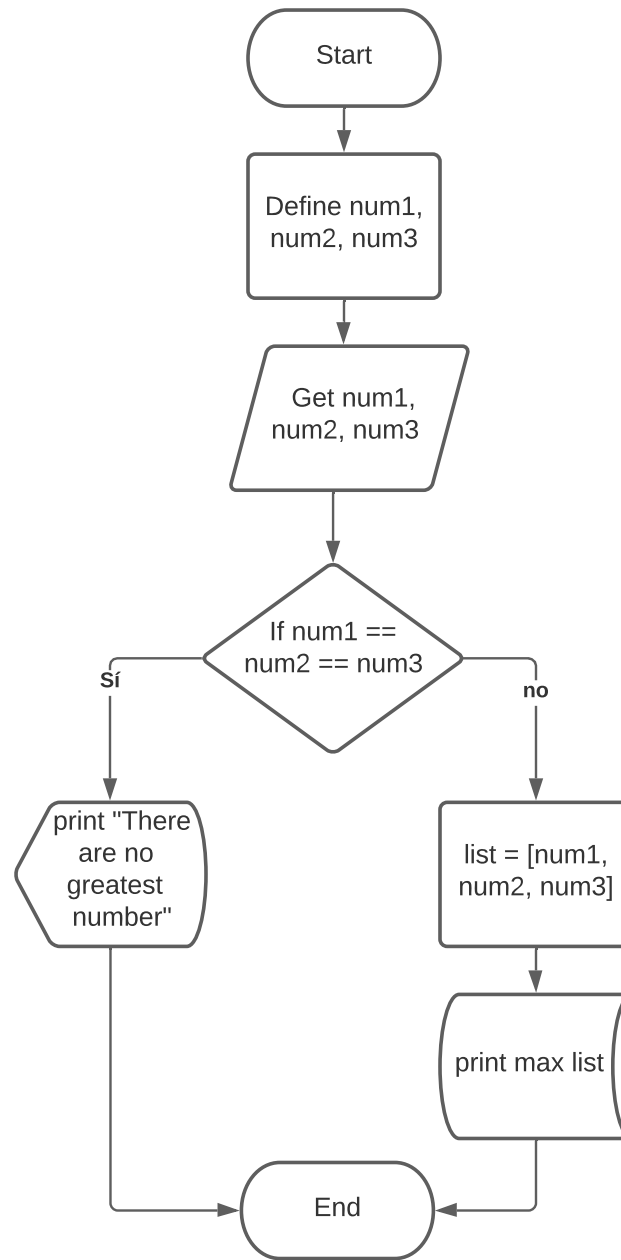 Start
Define num1,
num2, num3
Get num1,
num2, num3
If num1 ==
num2 == num3
Sí
no
print "There
are no
greatest
number"
list = [num1,
num2, num3]
print max list
End